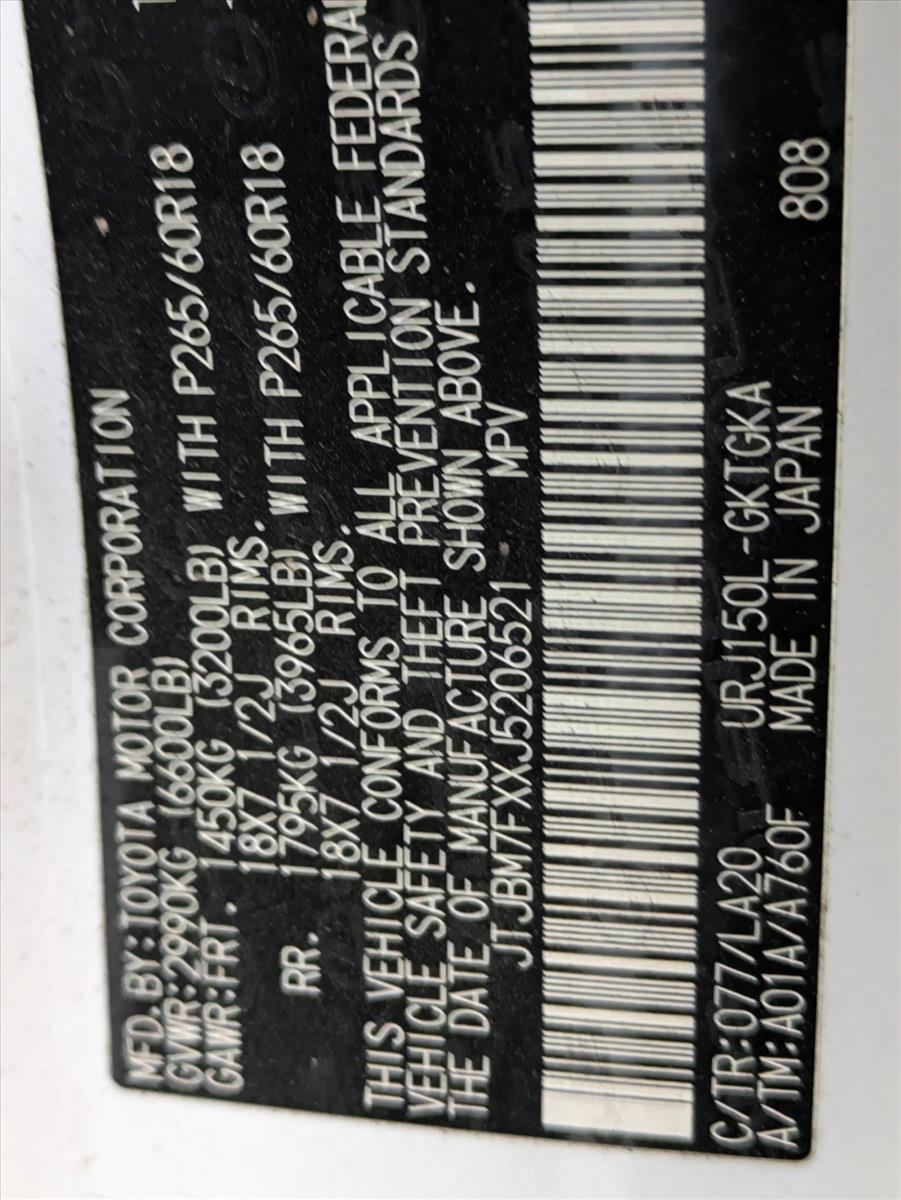 MFD. BY: TOYOTA MOTOR CORPORATION
GVWR: 2990KG (6600LB)
GAWR: FRT. 1450KG (3200LB) WITH P265/60R18
18X7 1/2J RIMS.
RR. 1795KG (3965LB) WITH P265/60R18
18X7 1/2J RIMS.
THIS VEHICLE CONFORMS TO ALL APPLICABLE
VEHICLE SAFETY AND THEFT PREVENTION STANDARDS
THE DATE OF MANUFACTURE SHOWN ABOVE.
JTJBM7FXXJ5206521 MPV
C/TR: 077/LA20 URJ150L-GKTGKA 808
A/TM: A01A/A760F MADE IN JAPAN